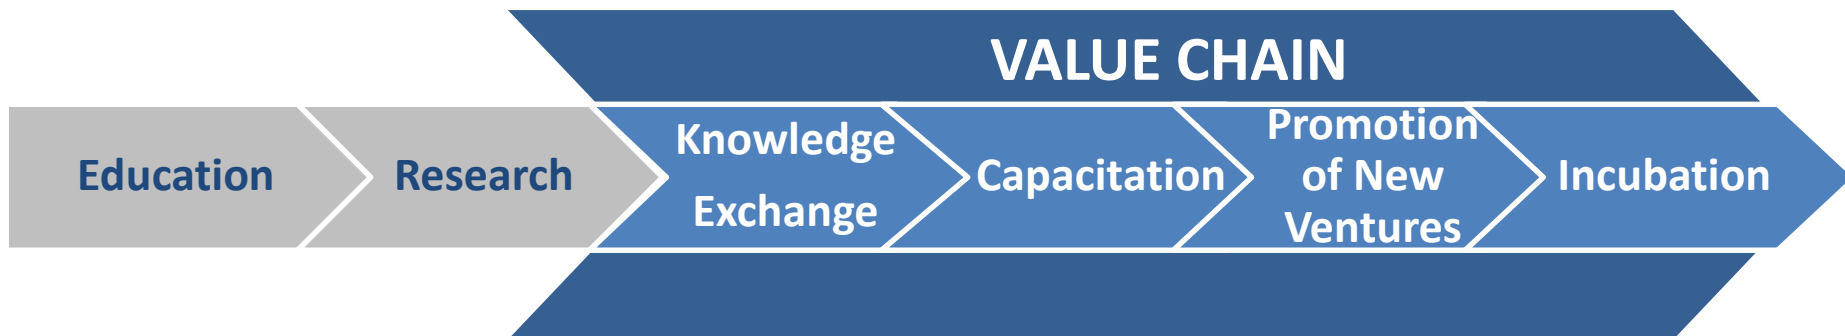 VALUE CHAIN
Education
Research
Knowledge
Exchange
Capacitation
Promotion
of New
Ventures
Incubation